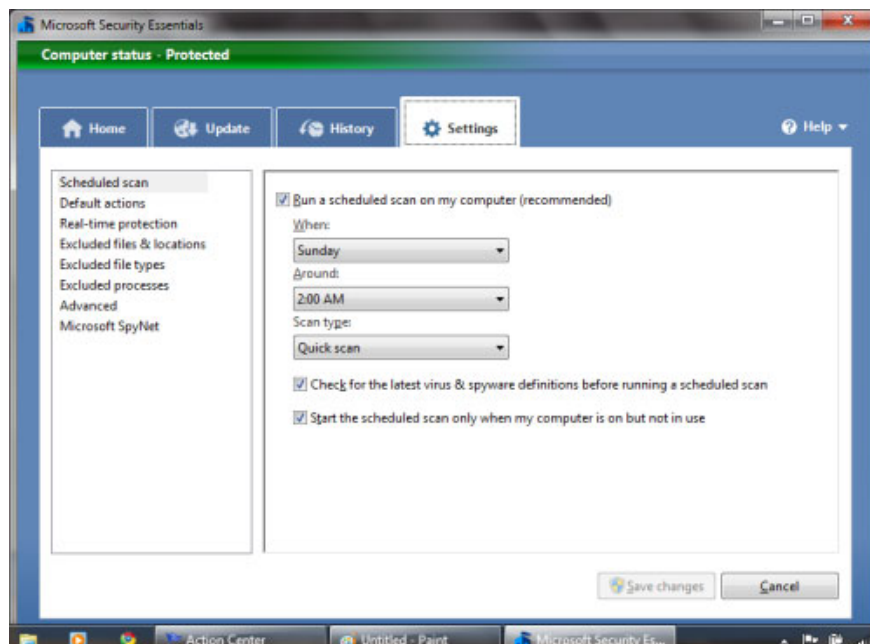 Microsoft Security Essentials
Computer status - Protected
Home
Update
History
Settings
Help
Scheduled scan
Default actions
Real-time protection
Excluded files & locations
Excluded file types
Excluded processes
Advanced
Microsoft SpyNet
Run a scheduled scan on my computer (recommended)
When:
Sunday
Around:
2:00 AM
Scan type:
Quick scan
Check for the latest virus & spyware definitions before running a scheduled scan
Start the scheduled scan only when my computer is on but not in use
Save changes
Cancel
Action Center
Untitled - Paint
Microsoft Security Es...